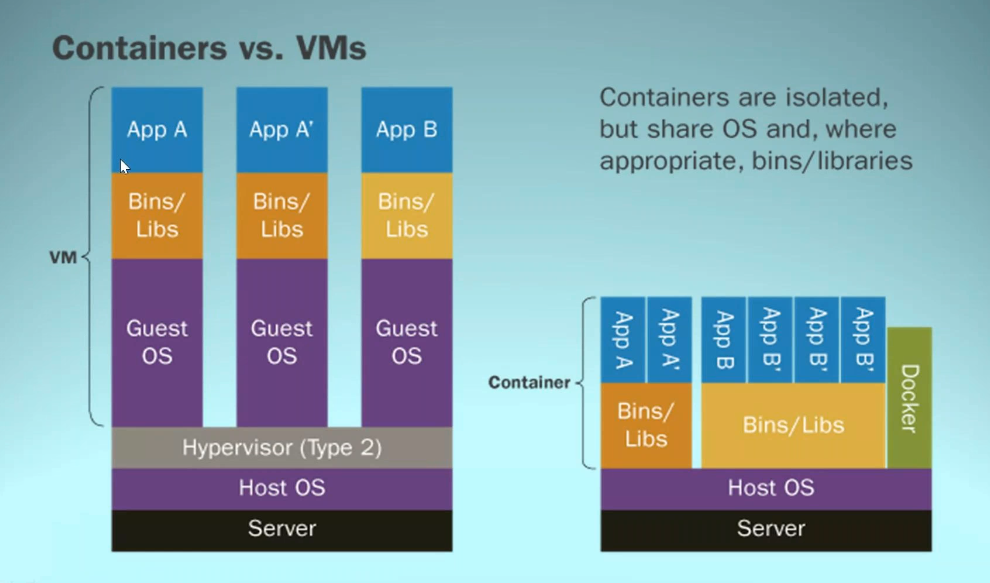 Containers vs. VMs
App A
App A’
App B
Bins/
Libs
Bins/
Libs
Bins/
Libs
VM
Guest
OS
Guest
OS
Guest
OS
Hypervisor (Type 2)
Host OS
Server
Containers are isolated,
but share OS and, where
appropriate, bins/libraries
Container
App A
App A’
App B
App B’
App B’
App B’
Docker
Bins/
Libs
Bins/Libs
Host OS
Server